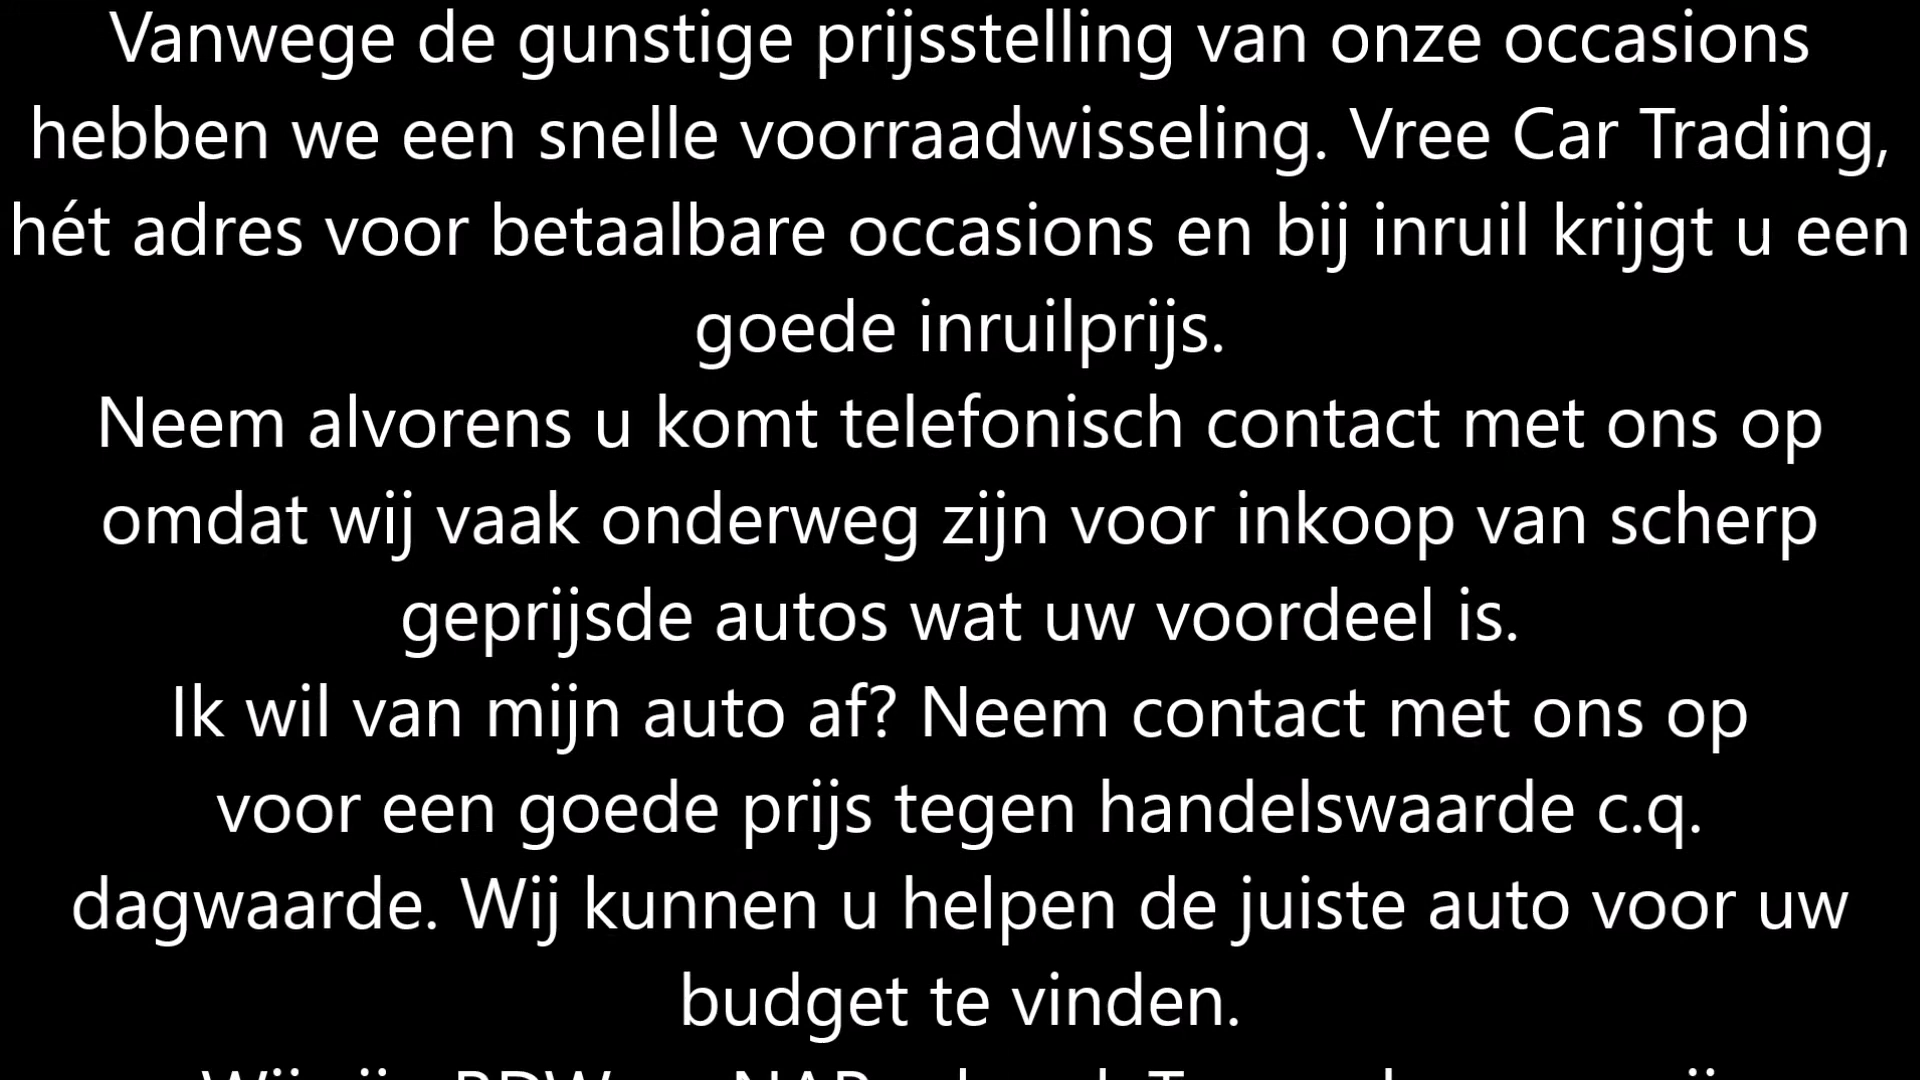 Vanwege de gunstige prijsstelling van onze occasions
hebben we een snelle voorraadwisseling. Vree Car Trading,
hét adres voor betaalbare occasions en bij inruil krijgt u een
goede inruilprijs.
Neem alvorens u komt telefonisch contact met ons op
omdat wij vaak onderweg zijn voor inkoop van scherp
geprijsde autos wat uw voordeel is.
Ik wil van mijn auto af? Neem contact met ons op
voor een goede prijs tegen handelswaarde c.q.
dagwaarde. Wij kunnen u helpen de juiste auto voor uw
budget te vinden.